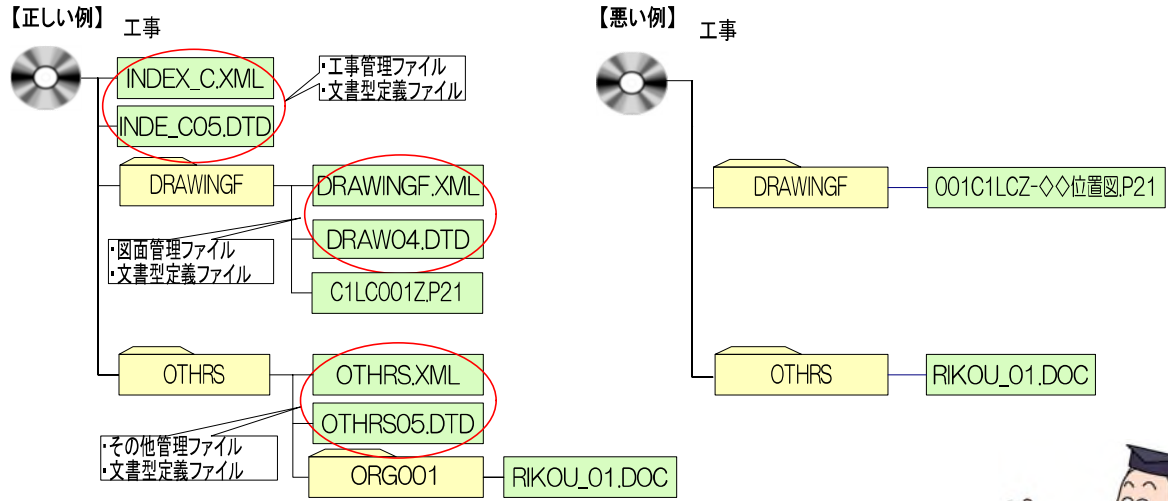 【正しい例】
工事
INDEX_C.XML
INDE_C05.DTD
・工事管理ファイル
・文書型定義ファイル
DRAWINGF
DRAWINGF.XML
DRAW04.DTD
C1LC001Z.P21
・図面管理ファイル
・文書型定義ファイル
OTHRS
OTHRS.XML
OTHRS05.DTD
ORG001
RIKOU_01.DOC
・その他管理ファイル
・文書型定義ファイル
【悪い例】
工事
DRAWINGF
001C1LCZ-◇◇位置図.P21
OTHRS
RIKOU_01.DOC